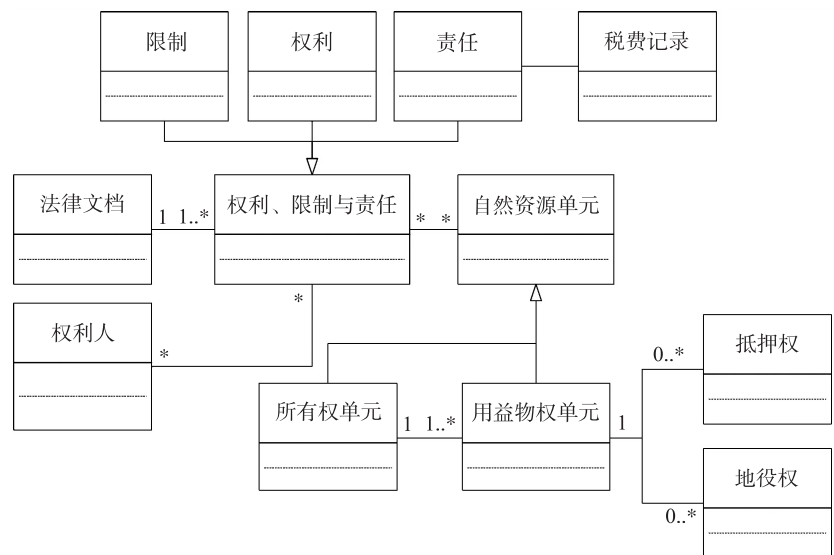 限制
权利
责任
税费记录
法律文档
1
1..*
权利、限制与责任
*
*
自然资源单元
*
权利人
*
抵押权
0..*
所有权单元
1
1..*
用益物权单元
1
地役权
0..*